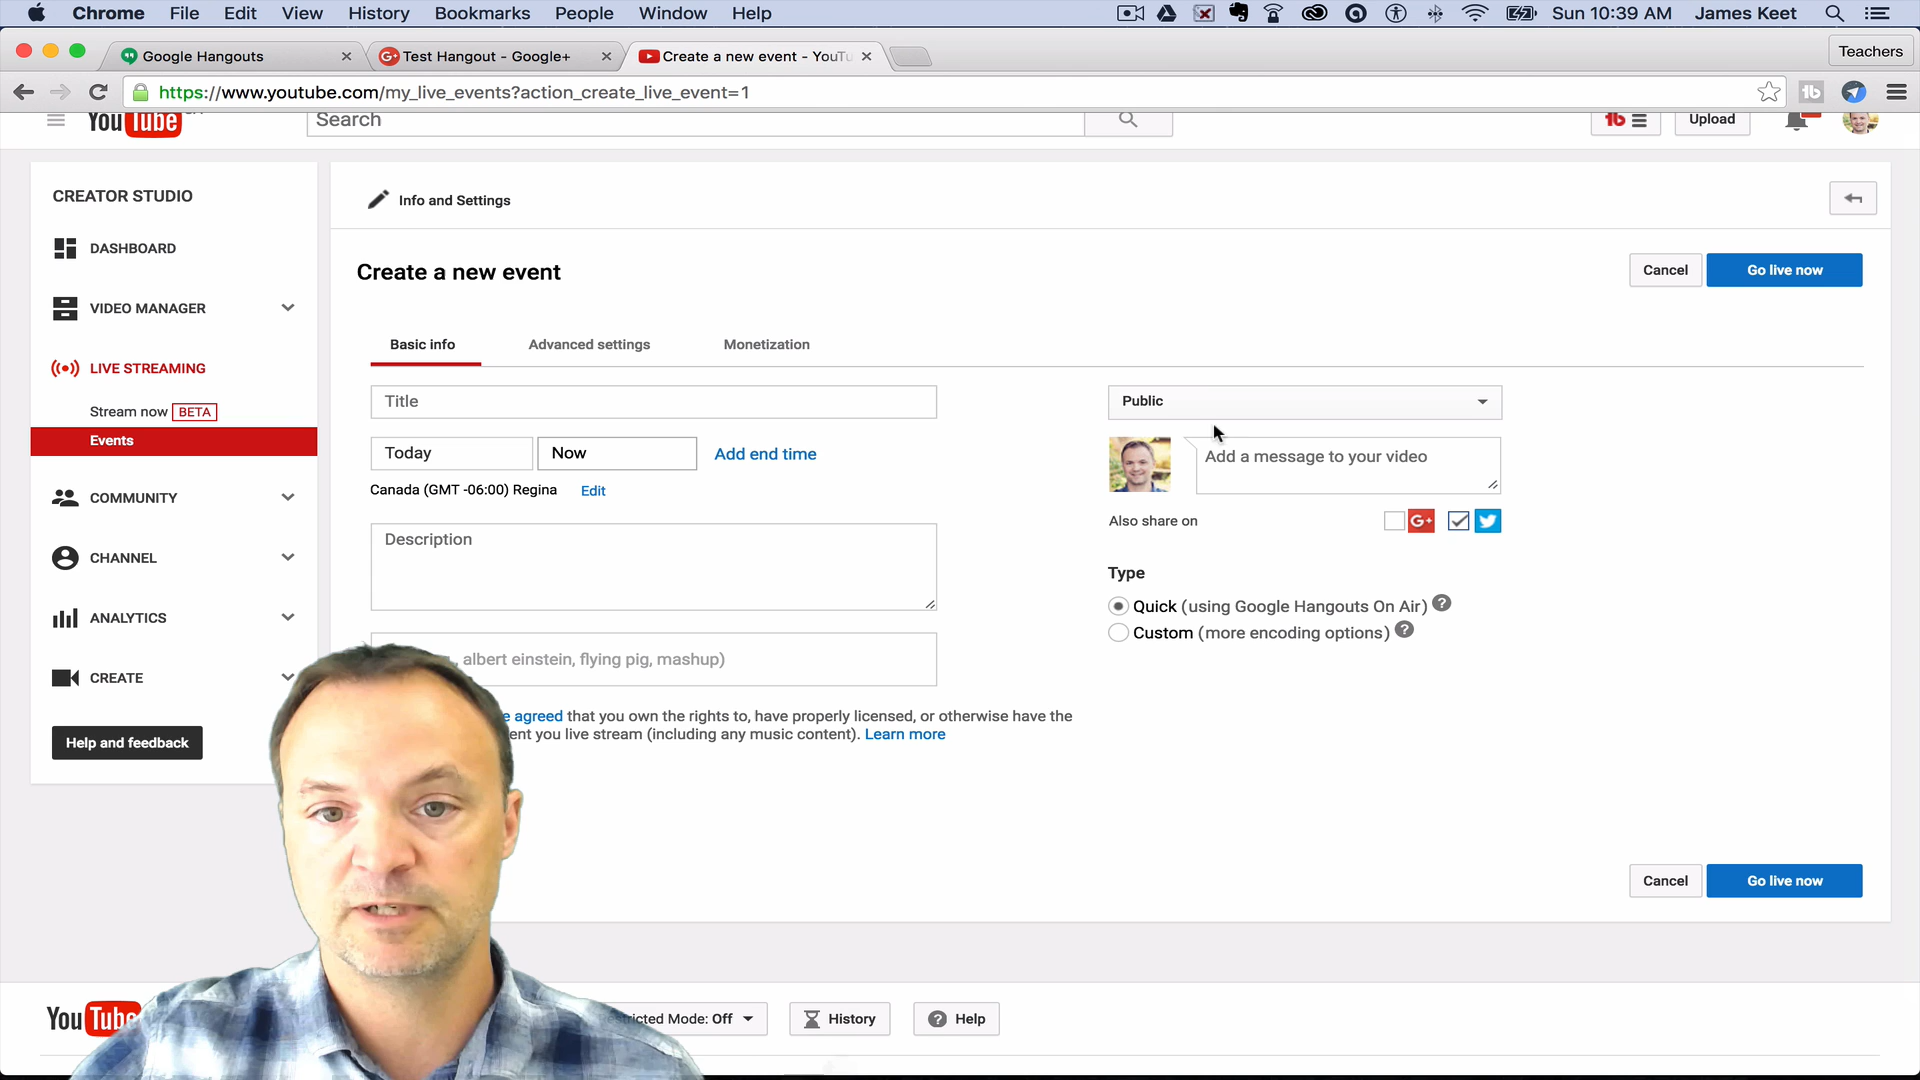 Chrome File Edit View History Bookmarks People Window Help Sun 10:39 AM James Keet
Google Hangouts Test Hangout - Google+ Create a new event - YouTu Teachers
https://www.youtube.com/my_live_events?action_create_live_event=1
YouTube Search Upload
CREATOR STUDIO
Info and Settings
DASHBOARD
Create a new event
Cancel Go live now
VIDEO MANAGER
Basic info Advanced settings Monetization
LIVE STREAMING
Stream now BETA
Events
Title
Public
Today Now Add end time
Add a message to your video
Canada (GMT -06:00) Regina Edit
COMMUNITY
Also share on G+
Description
CHANNEL
Type
Quick (using Google Hangouts On Air) ?
Custom (more encoding options) ?
ANALYTICS
albert einstein, flying pig, mashup)
CREATE
agreed that you own the rights to, have properly licensed, or otherwise have the
you live stream (including any music content). Learn more
Help and feedback
Cancel Go live now
YouTube Mode: Off History Help